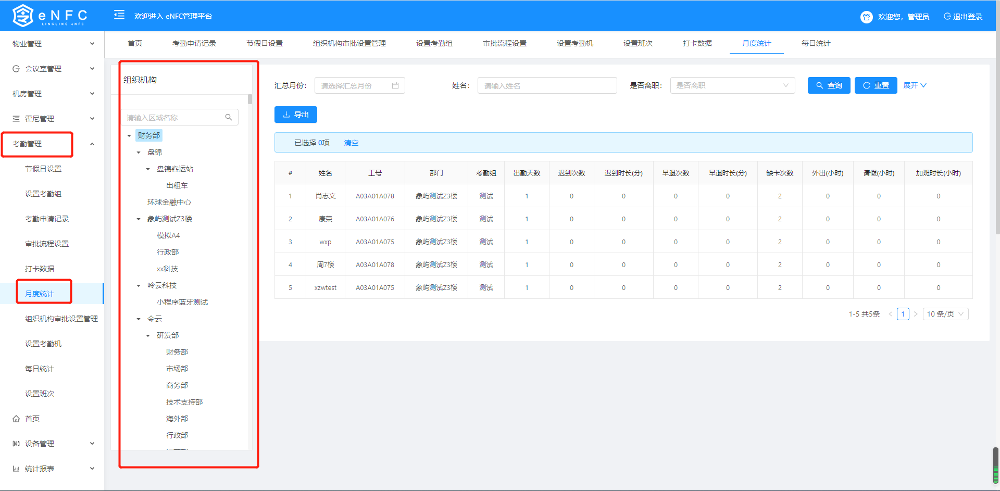 eNFC
LINGLING eNFC
欢迎进入 eNFC管理平台
管
欢迎您，管理员
退出登录
首页 考勤申请记录 节假日设置 组织机构审批设置管理 设置考勤组 审批流程设置 设置考勤机 设置班次 打卡数据 月度统计 每日统计
物业管理
会议室管理
机房管理
霍尼管理
考勤管理
节假日设置
设置考勤组
考勤申请记录
审批流程设置
打卡数据
月度统计
组织机构审批设置管理
设置考勤机
每日统计
设置班次
首页
设备管理
统计报表
组织机构
请输入区域名称
财务部
盘锦
盘锦客运站
出租车
环球金融中心
象屿测试Z3楼
模拟A4
行政部
xx科技
呤云科技
小程序蓝牙测试
令云
研发部
财务部
市场部
商务部
技术支持部
海外部
行政部
汇总月份： 请选择汇总月份 姓名： 请输入姓名 是否离职： 是否离职 查询 重置 展开
导出
已选择 0项 清空
# 姓名 工号 部门 考勤组 出勤天数 迟到次数 迟到时长(分) 早退次数 早退时长(分) 缺卡次数 外出(小时) 请假(小时) 加班时长(小时)
1 肖志文 A03A01A078 象屿测试Z3楼 测试 1 0 0 0 0 2 0 0 0
2 康荣 A03A01A076 象屿测试Z3楼 测试 1 0 0 0 0 2 0 0 0
3 wxp A03A01A075 象屿测试Z3楼 测试 1 0 0 0 0 2 0 0 0
4 周7楼 A03A01A078 象屿测试Z3楼 测试 1 0 0 0 0 2 0 0 0
5 xzwtest A03A01A075 象屿测试Z3楼 测试 1 0 0 0 0 2 0 0 0
1-5 共5条 < 1 > 10 条/页